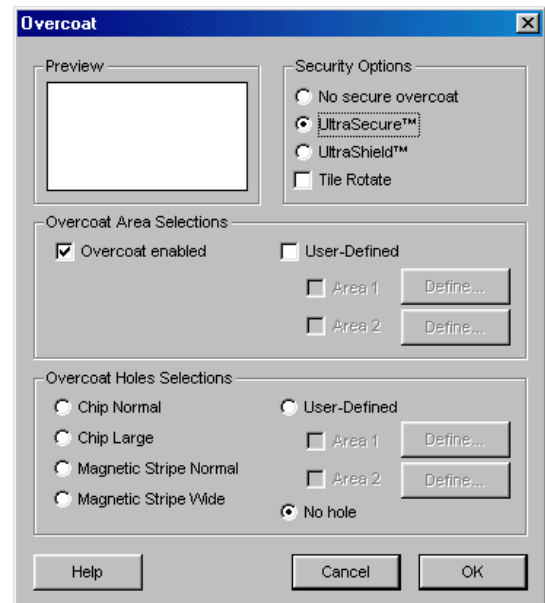 Overcoat
Preview
Security Options
No secure overcoat
UltraSecure™
UltraShield™
Tile Rotate
Overcoat Area Selections
Overcoat enabled
User-Defined
Area 1
Define...
Area 2
Define...
Overcoat Holes Selections
Chip Normal
Chip Large
Magnetic Stripe Normal
Magnetic Stripe Wide
User-Defined
Area 1
Define...
Area 2
Define...
No hole
Help
Cancel
OK